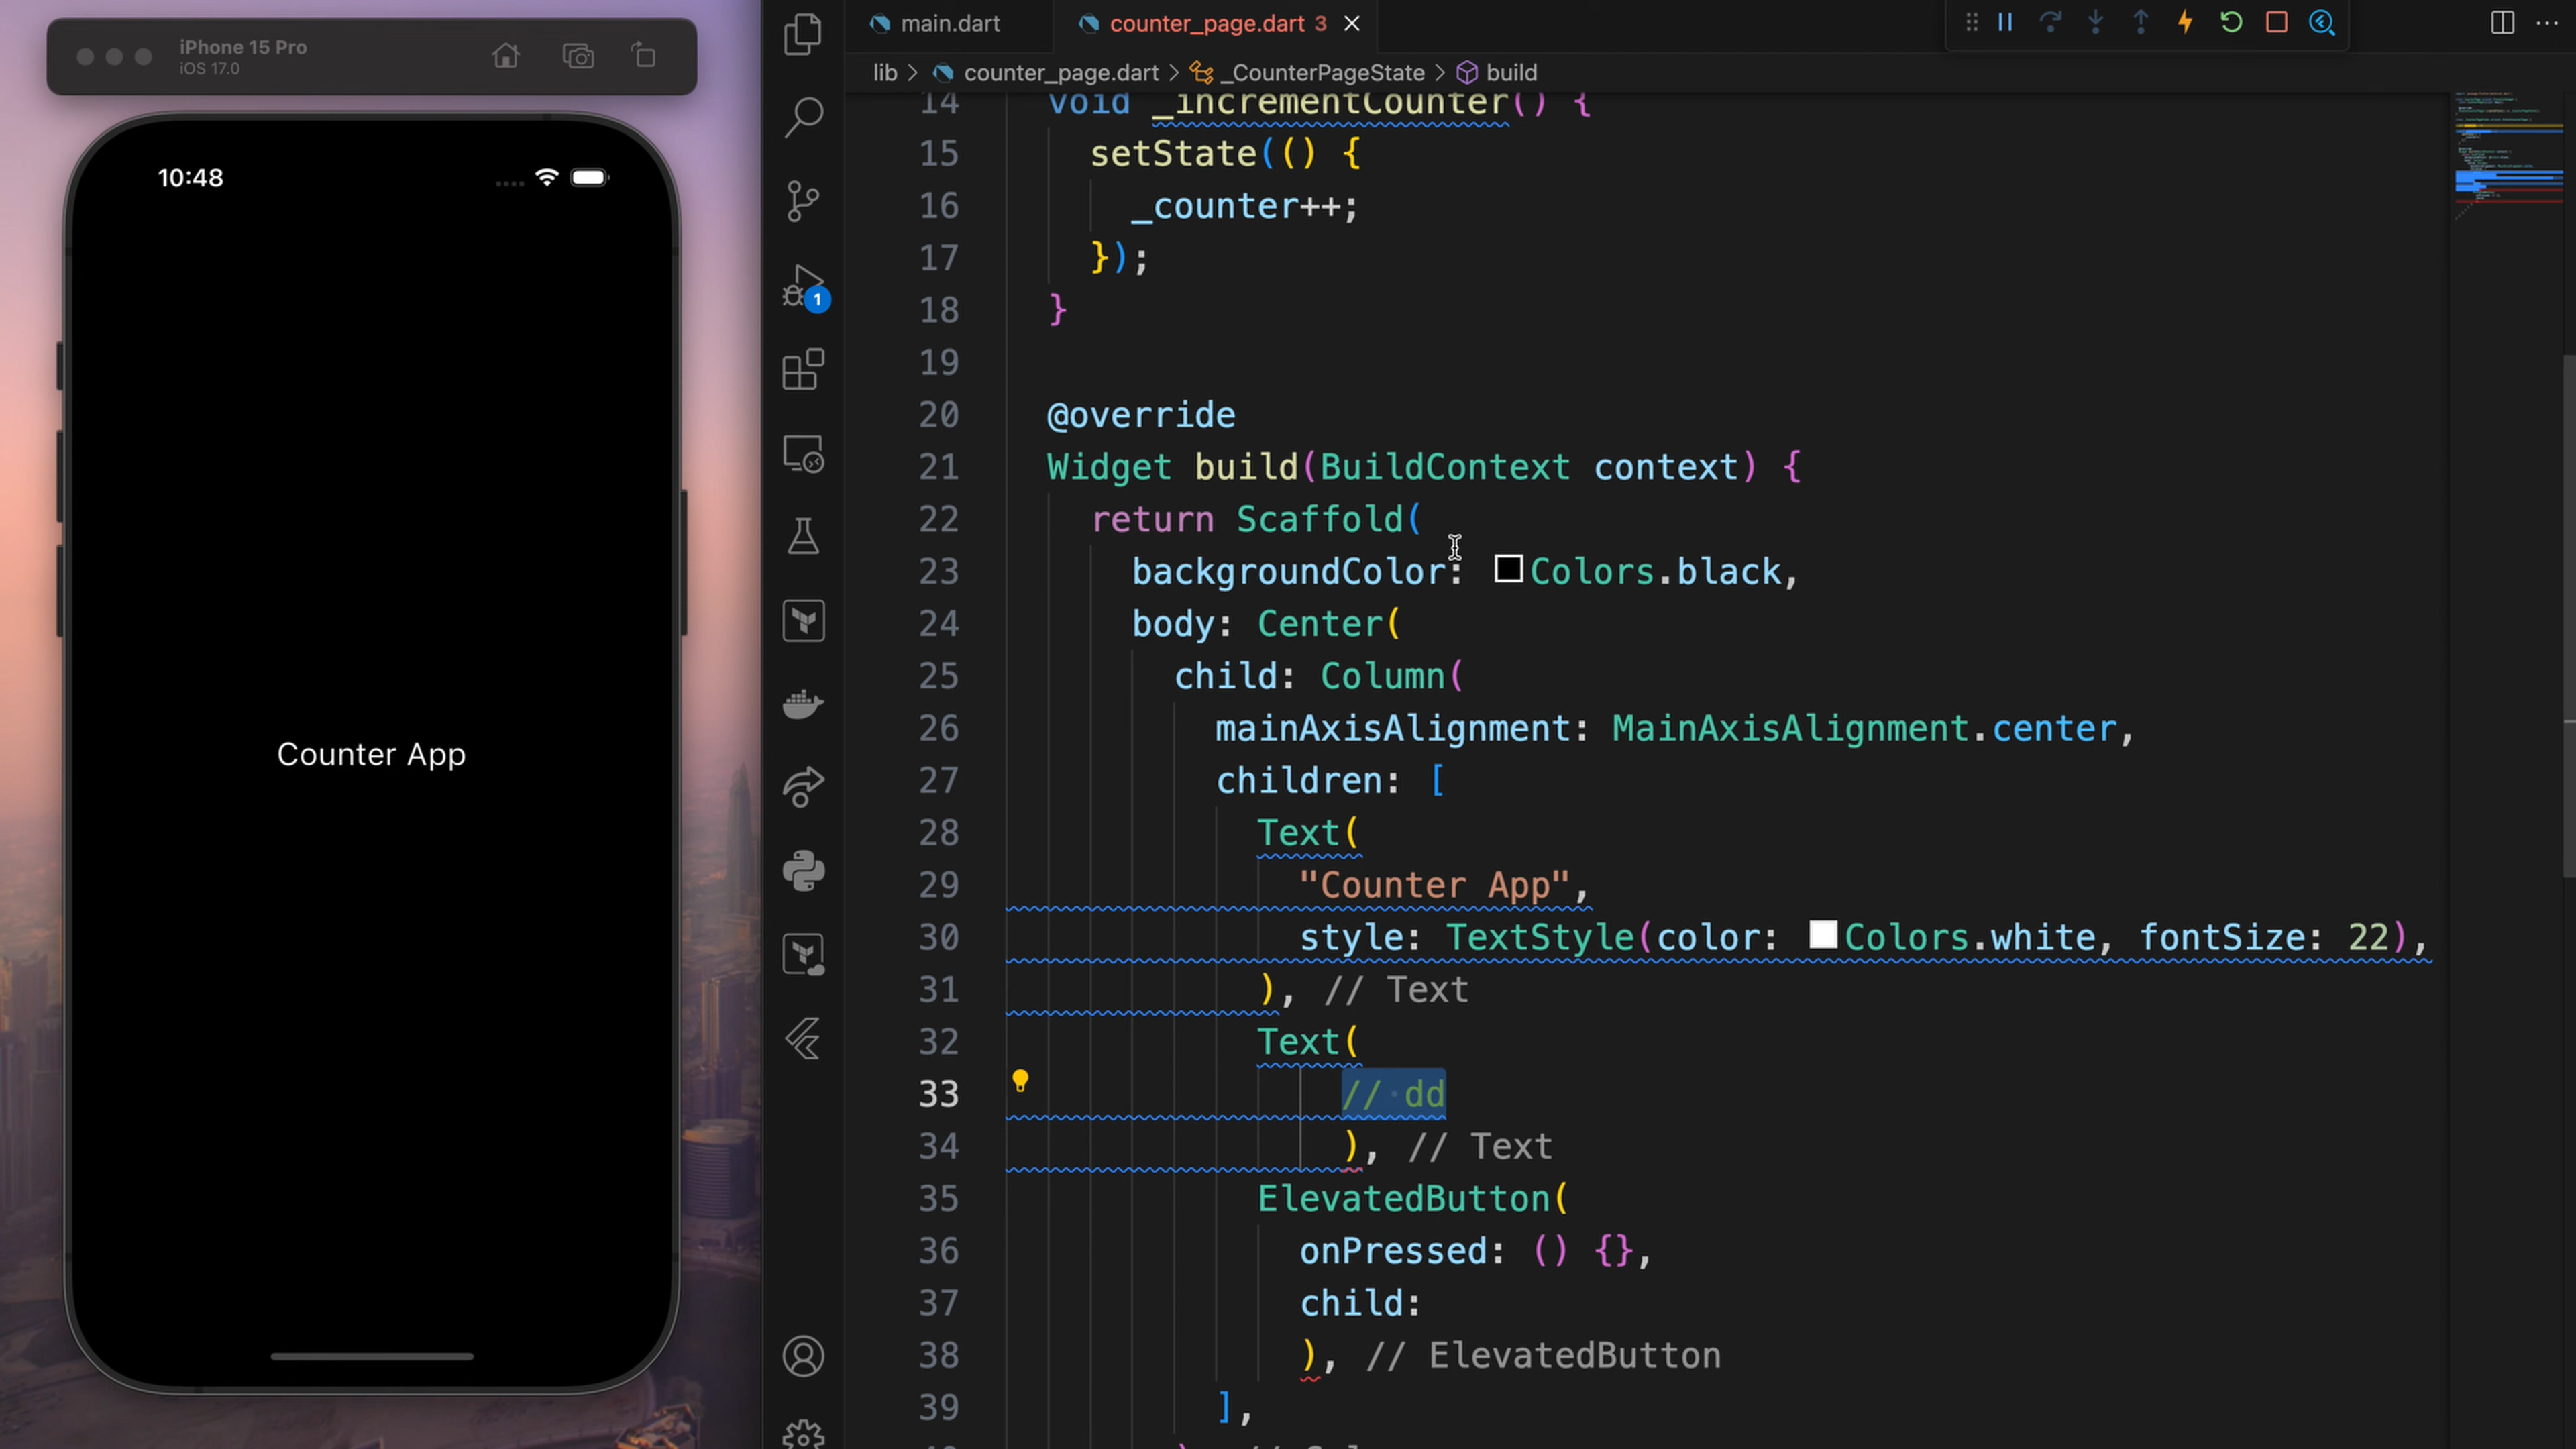 iPhone 15 Pro
iOS 17.0
10:48
Counter App
1
main.dart
counter_page.dart 3
lib > counter_page.dart > _CounterPageState > build
14 void _incrementCounter() {
15 setState(() {
16 _counter++;
17 });
18 }
19
20 @override
21 Widget build(BuildContext context) {
22 return Scaffold(
23 backgroundColor: Colors.black,
24 body: Center(
25 child: Column(
26 mainAxisAlignment: MainAxisAlignment.center,
27 children: [
28 Text(
29 "Counter App",
30 style: TextStyle(color: Colors.white, fontSize: 22),
31 ), // Text
32 Text(
33 // dd
34 ), // Text
35 ElevatedButton(
36 onPressed: () {},
37 child:
38 ), // ElevatedButton
39 ],